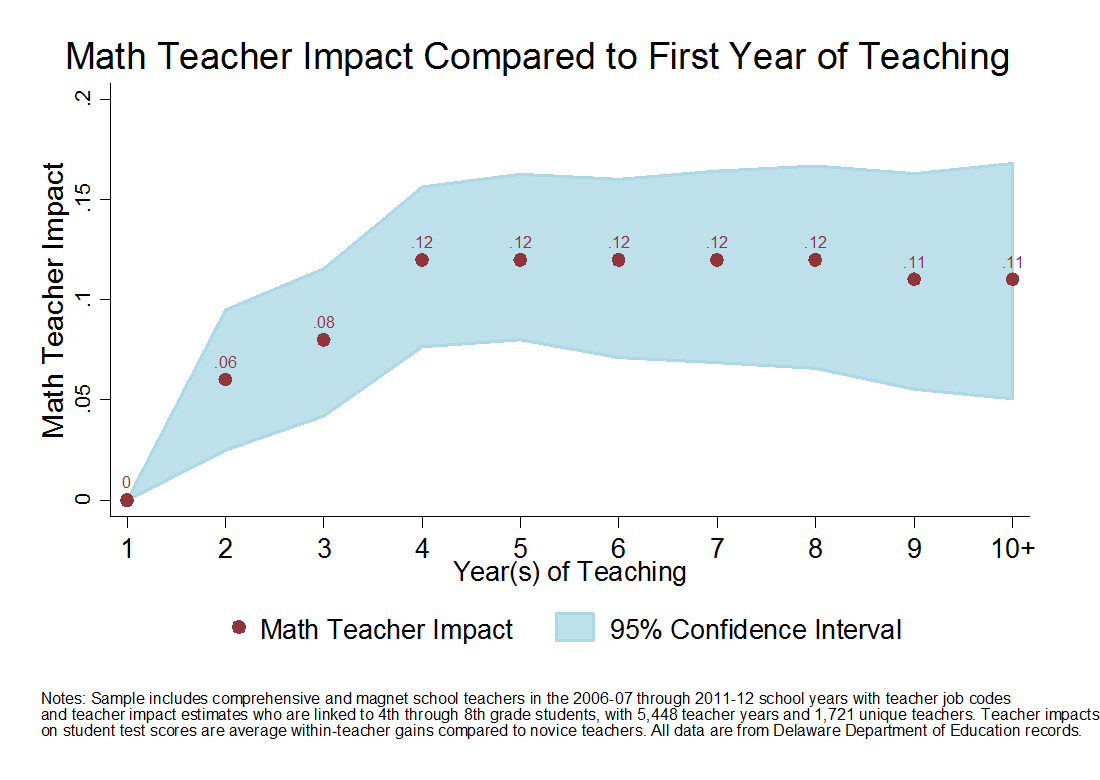 Math Teacher Impact Compared to First Year of Teaching
Math Teacher Impact
.2
.15
.1
.05
0
0
.06
.08
.12
.12
.12
.12
.12
.11
.11
1 2 3 4 5 6 7 8 9 10+
Year(s) of Teaching
Math Teacher Impact 95% Confidence Interval
Notes: Sample includes comprehensive and magnet school teachers in the 2006-07 through 2011-12 school years with teacher job codes
and teacher impact estimates who are linked to 4th through 8th grade students, with 5,448 teacher years and 1,721 unique teachers. Teacher impacts
on student test scores are average within-teacher gains compared to novice teachers. All data are from Delaware Department of Education records.